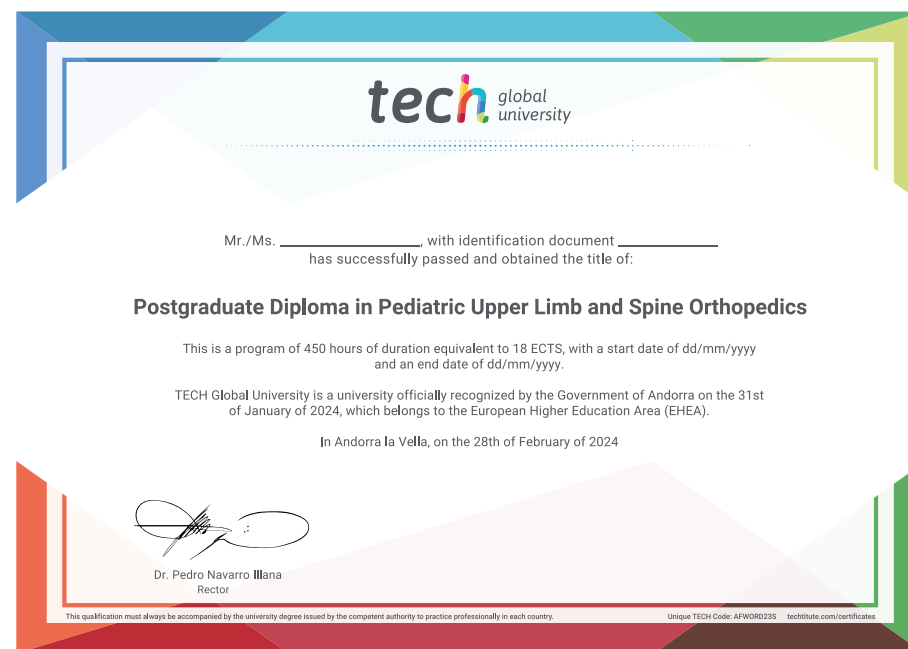 tech global university
Mr./Ms. , with identification document
has successfully passed and obtained the title of:
Postgraduate Diploma in Pediatric Upper Limb and Spine Orthopedics
This is a program of 450 hours of duration equivalent to 18 ECTS, with a start date of dd/mm/yyyy
and an end date of dd/mm/yyyy.
TECH Global University is a university officially recognized by the Government of Andorra on the 31st
of January of 2024, which belongs to the European Higher Education Area (EHEA).
In Andorra la Vella, on the 28th of February of 2024
Dr. Pedro Navarro Illana
Rector
This qualification must always be accompanied by the university degree issued by the competent authority to practice professionally in each country.
Unique TECH Code: AFWORD23S techtitute.com/certificates